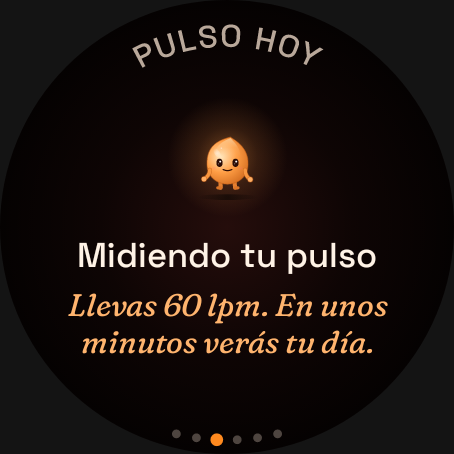 PULSO HOY
Midiendo tu pulso
Llevas 60 lpm. En unos
minutos verás tu día.